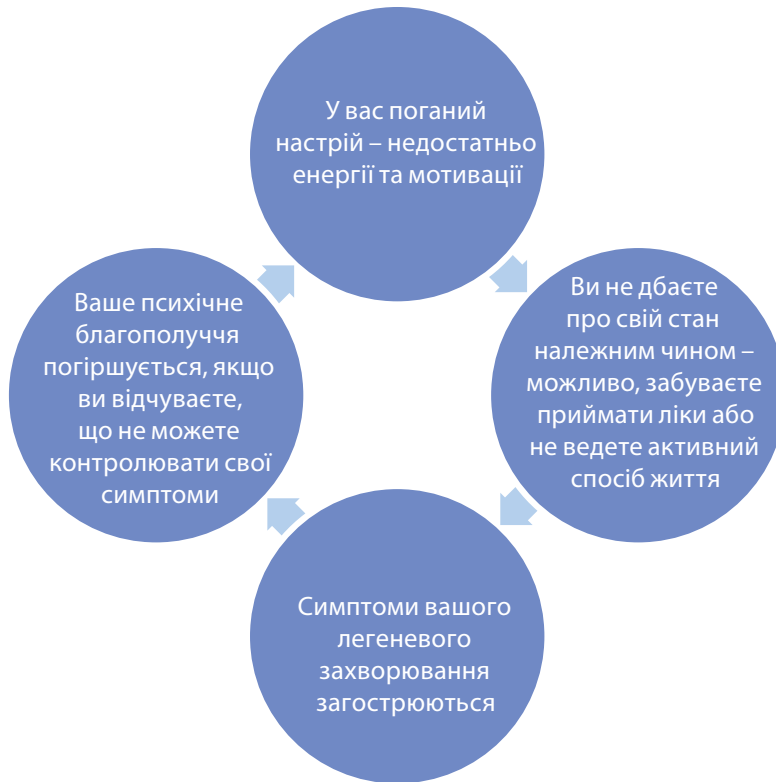 У вас поганий
настрій – недостатньо
енергії та мотивації
Ви не дбаєте
про свій стан
належним чином –
можливо, забуваєте
приймати ліки або
не ведете активний
спосіб життя
Симптоми вашого
легеневого
захворювання
загострюються
Ваше психічне
благополуччя
погіршується, якщо
ви відчуваєте,
що не можете
контролювати свої
симптоми